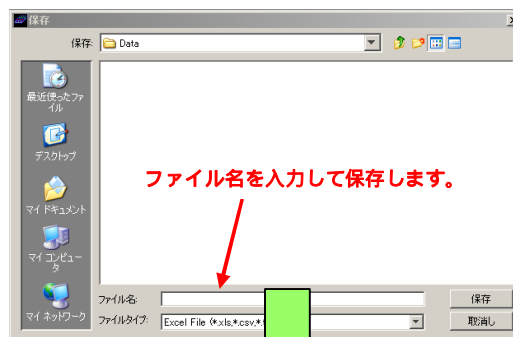 保存
保存: Data
最近使ったファ
イル
デスクトップ
ファイル名を入力して保存します。
マイ ドキュメント
マイ コンピュー
タ
マイ ネットワーク
ファイル名:
保存
ファイルタイプ: Excel File (*.xls,*.csv,*.
取消し